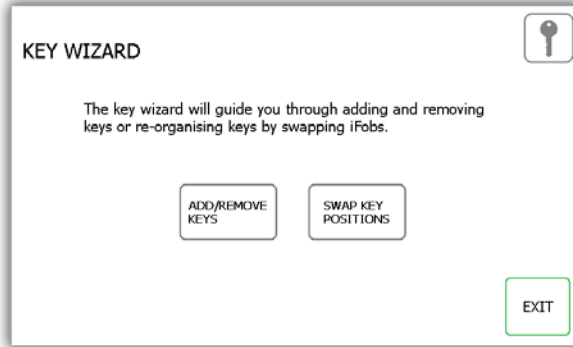 KEY WIZARD
The key wizard will guide you through adding and removing
keys or re-organising keys by swapping iFobs.
ADD/REMOVE
KEYS
SWAP KEY
POSITIONS
EXIT